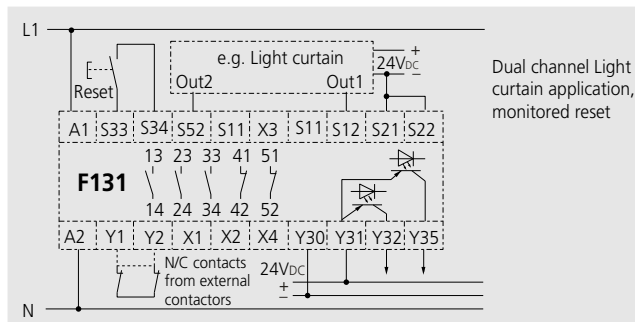 L1
e.g. Light curtain
+
24VDC
–
Out2
Out1
Reset
Dual channel Light
curtain application,
monitored reset
A1 S33 S34 S52 S11 X3 S11 S12 S21 S22
13 23 33 41 51
F131
14 24 34 42 52
A2 Y1 Y2 X1 X2 X4 Y30 Y31 Y32 Y35
N/C contacts
from external
contactors
24VDC
+
–
N